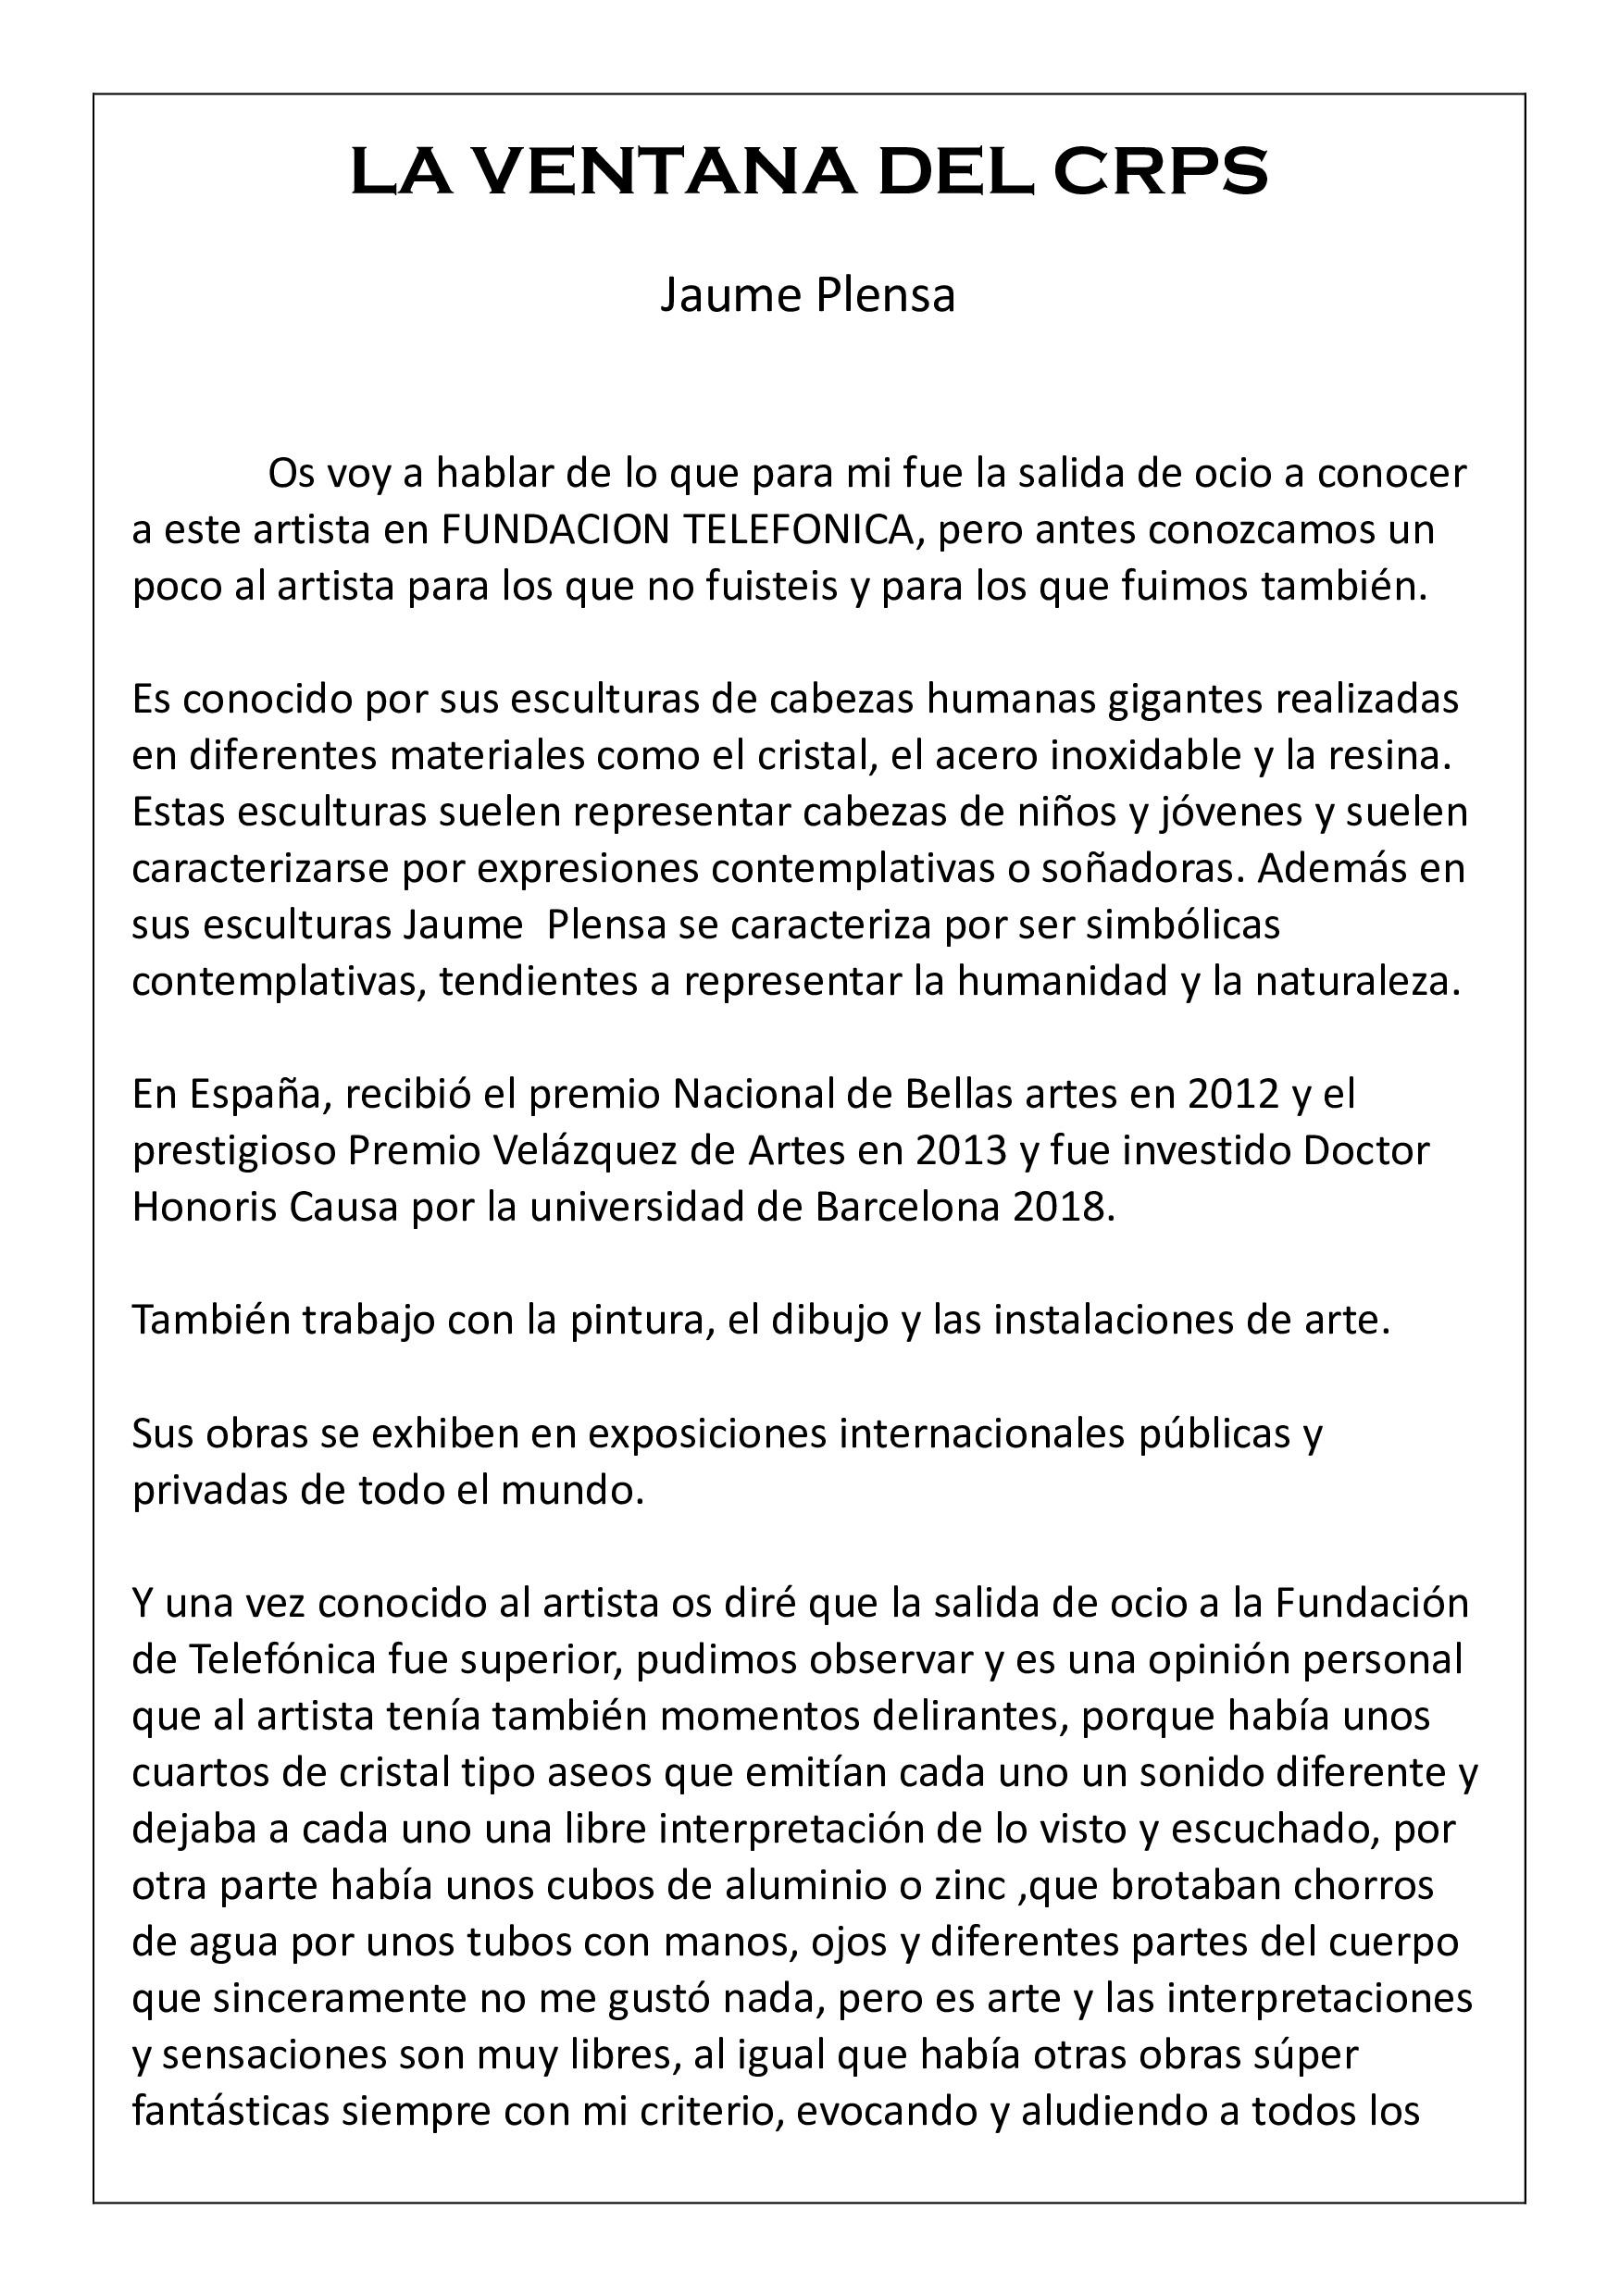 LA VENTANA DEL CRPS
Jaume Plensa
Os voy a hablar de lo que para mi fue la salida de ocio a conocer
a este artista en FUNDACION TELEFONICA, pero antes conozcamos un
poco al artista para los que no fuisteis y para los que fuimos también.
Es conocido por sus esculturas de cabezas humanas gigantes realizadas
en diferentes materiales como el cristal, el acero inoxidable y la resina.
Estas esculturas suelen representar cabezas de niños y jóvenes y suelen
caracterizarse por expresiones contemplativas o soñadoras. Además en
sus esculturas Jaume  Plensa se caracteriza por ser simbólicas
contemplativas, tendientes a representar la humanidad y la naturaleza.
En España, recibió el premio Nacional de Bellas artes en 2012 y el
prestigioso Premio Velázquez de Artes en 2013 y fue investido Doctor
Honoris Causa por la universidad de Barcelona 2018.
También trabajo con la pintura, el dibujo y las instalaciones de arte.
Sus obras se exhiben en exposiciones internacionales públicas y
privadas de todo el mundo.
Y una vez conocido al artista os diré que la salida de ocio a la Fundación
de Telefónica fue superior, pudimos observar y es una opinión personal
que al artista tenía también momentos delirantes, porque había unos
cuartos de cristal tipo aseos que emitían cada uno un sonido diferente y
dejaba a cada uno una libre interpretación de lo visto y escuchado, por
otra parte había unos cubos de aluminio o zinc ,que brotaban chorros
de agua por unos tubos con manos, ojos y diferentes partes del cuerpo
que sinceramente no me gustó nada, pero es arte y las interpretaciones
y sensaciones son muy libres, al igual que había otras obras súper
fantásticas siempre con mi criterio, evocando y aludiendo a todos los